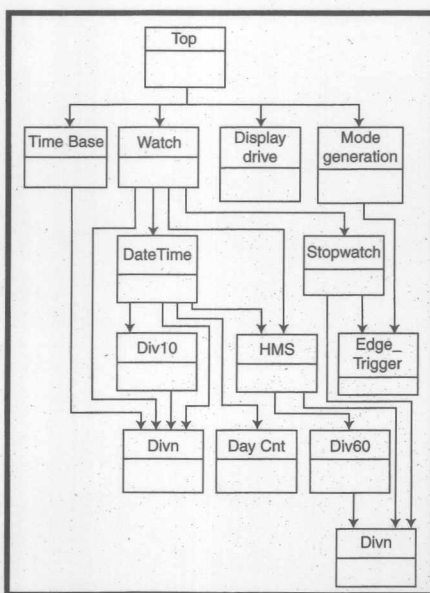 Top
Time Base
Watch
Display
drive
Mode
generation
DateTime
Stopwatch
Div10
HMS
Edge_
Trigger
Divn
Day Cnt
Div60
Divn